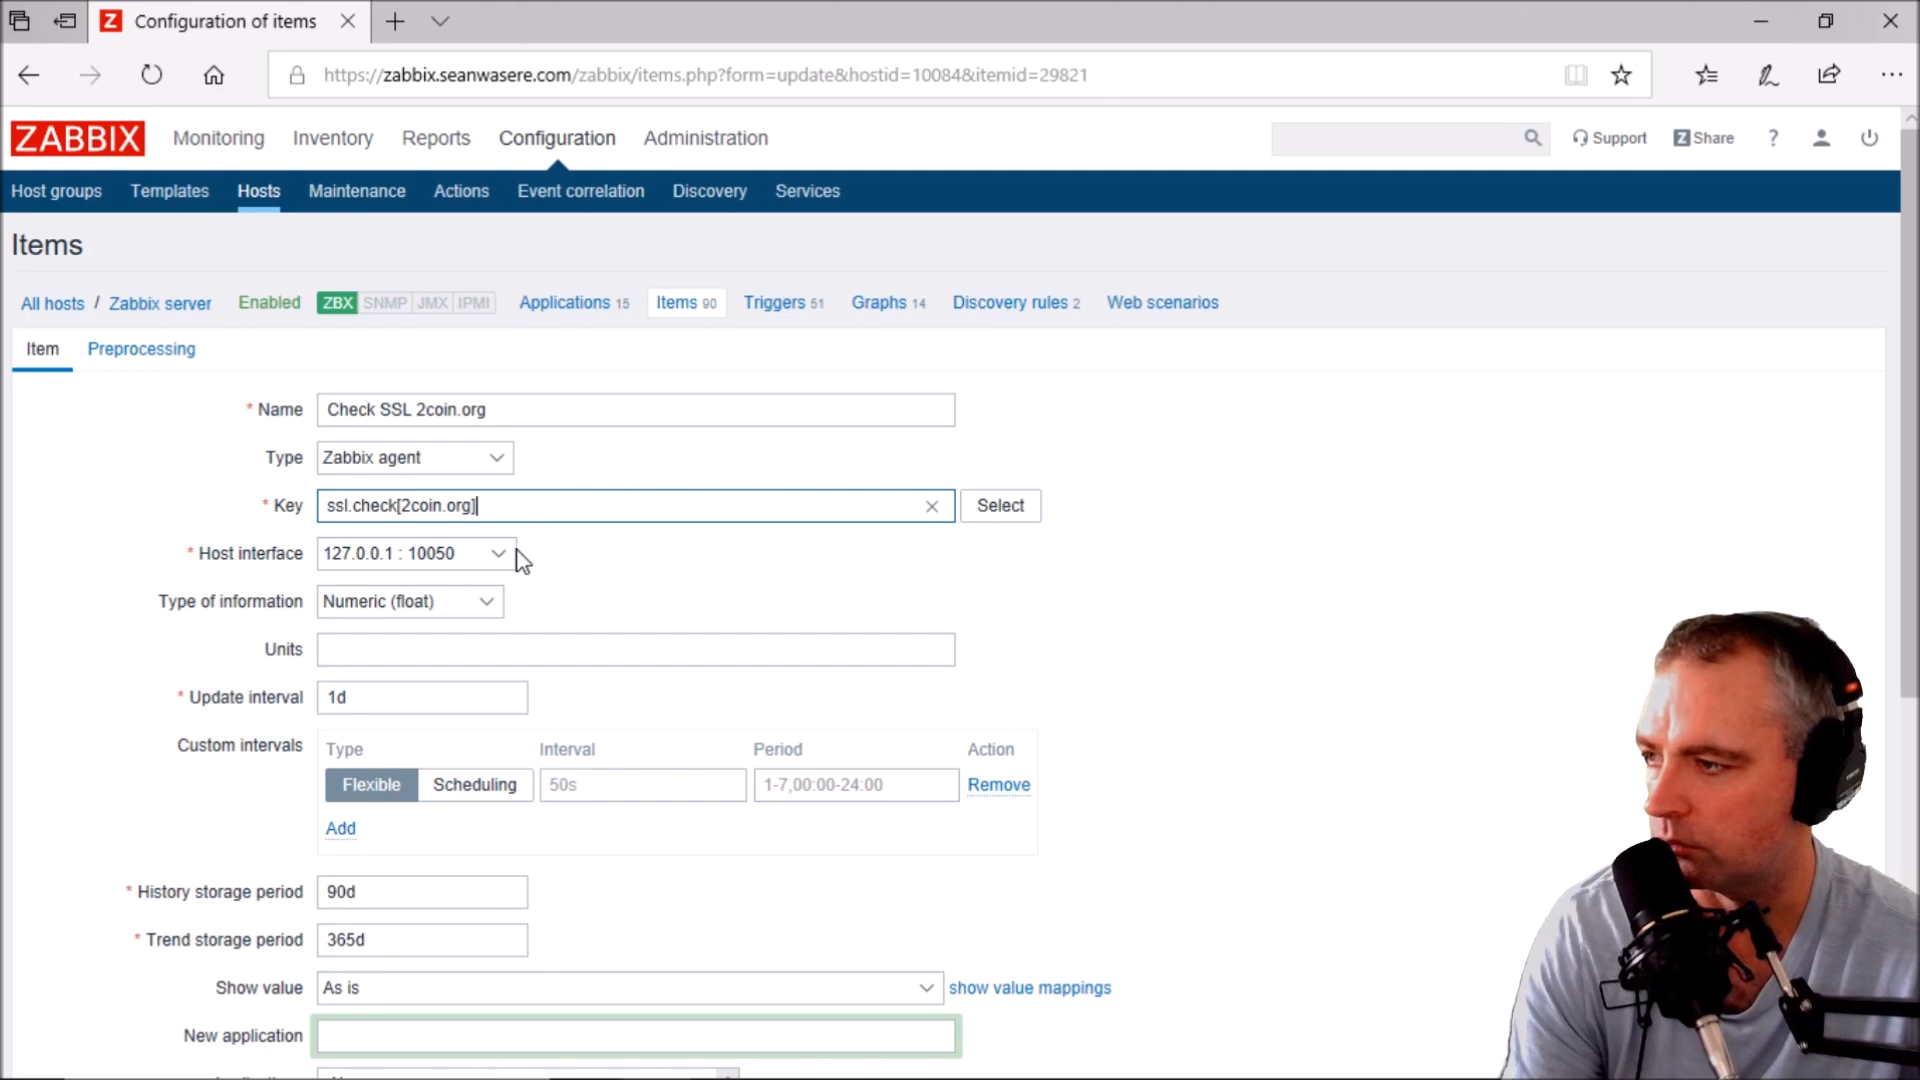 Z Configuration of items
https://zabbix.seanwasere.com/zabbix/items.php?form=update&hostid=10084&itemid=29821
ZABBIX Monitoring Inventory Reports Configuration Administration Support Z Share ?
Host groups Templates Hosts Maintenance Actions Event correlation Discovery Services
Items
All hosts / Zabbix server Enabled ZBX SNMP JMX IPMI Applications 15 Items 90 Triggers 51 Graphs 14 Discovery rules 2 Web scenarios
Item Preprocessing
* Name Check SSL 2coin.org
Type Zabbix agent
* Key ssl.check[2coin.org] Select
* Host interface 127.0.0.1 : 10050
Type of information Numeric (float)
Units
* Update interval 1d
Custom intervals Type Interval Period Action
Flexible Scheduling 50s 1-7,00:00-24:00 Remove
Add
* History storage period 90d
* Trend storage period 365d
Show value As is show value mappings
New application